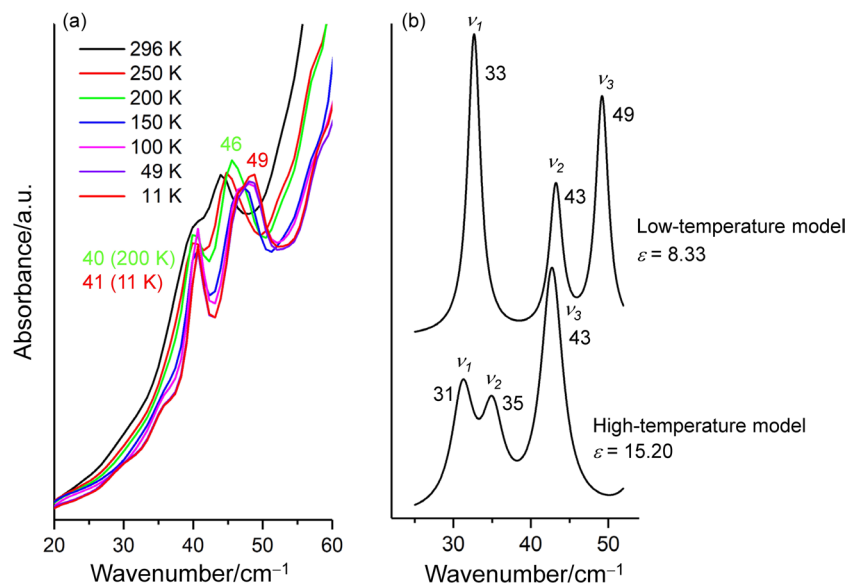 (a)
296 K
250 K
200 K
150 K
100 K
49 K
11 K
46
49
40 (200 K)
41 (11 K)
Absorbance/a.u.
20 30 40 50 60
Wavenumber/cm⁻¹
(b)
ν₁
33
ν₃
49
ν₂
43
Low-temperature model
ε = 8.33
ν₃
43
ν₁
31
ν₂
35
High-temperature model
ε = 15.20
30 40 50
Wavenumber/cm⁻¹